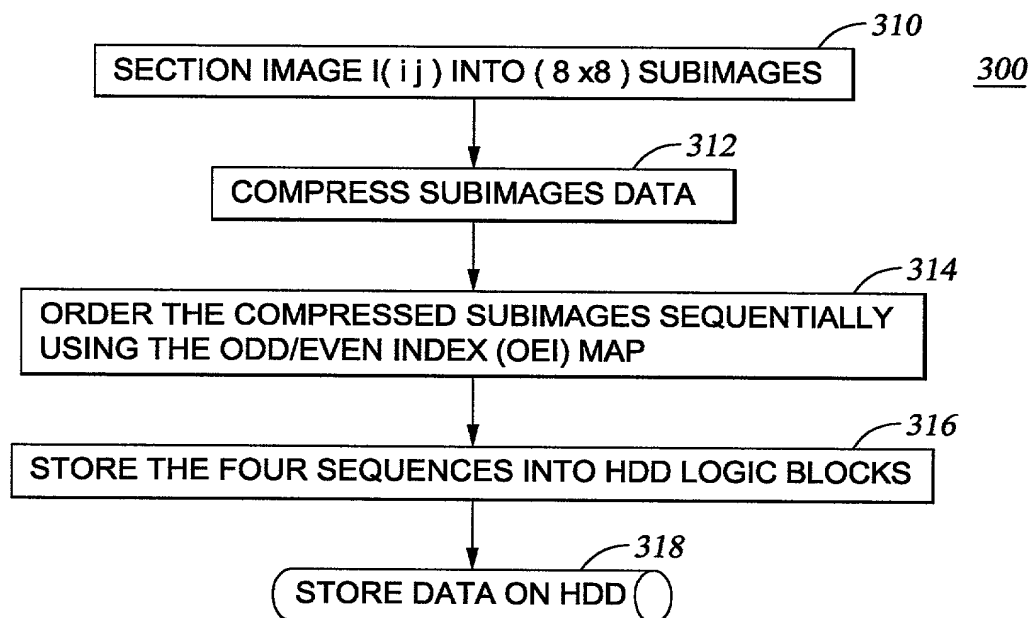 310
SECTION IMAGE I( i j ) INTO ( 8 x8 ) SUBIMAGES
300
312
COMPRESS SUBIMAGES DATA
314
ORDER THE COMPRESSED SUBIMAGES SEQUENTIALLY
USING THE ODD/EVEN INDEX (OEI) MAP
316
STORE THE FOUR SEQUENCES INTO HDD LOGIC BLOCKS
318
STORE DATA ON HDD